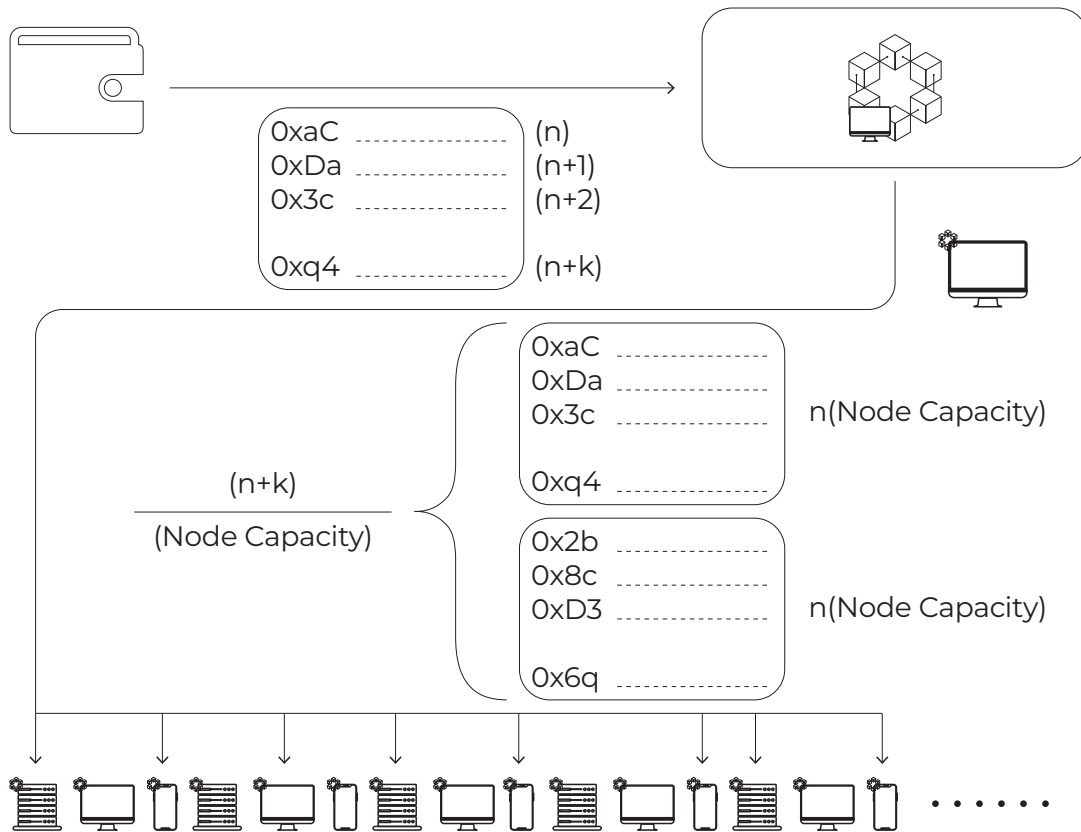 0xaC (n)
0xDa (n+1)
0x3c (n+2)
0xq4 (n+k)
0xaC
0xDa
0x3c
0xq4
n(Node Capacity)
(n+k)
(Node Capacity)
0x2b
0x8c
0xD3
0x6q
n(Node Capacity)